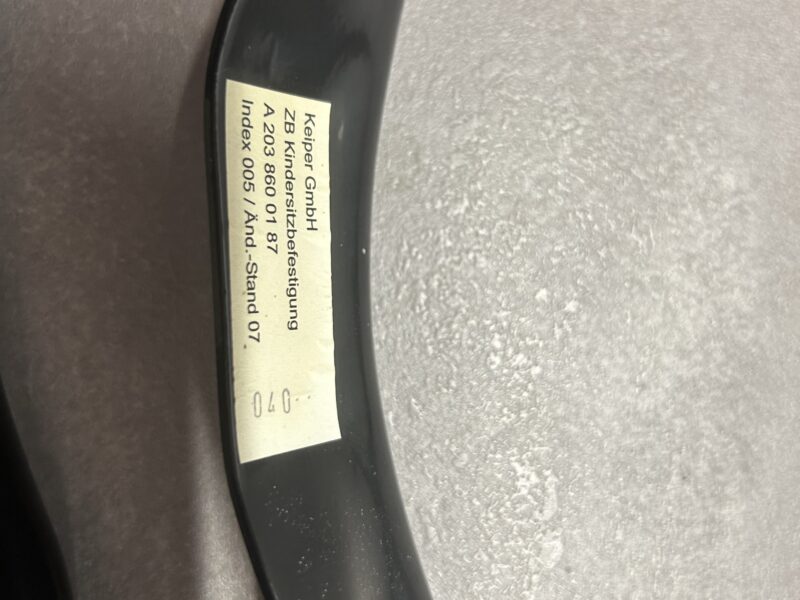 Keiper GmbH
ZB Kindersitzbefestigung
A 203 860 01 87
Index 005 / Änd.-Stand 07.
040